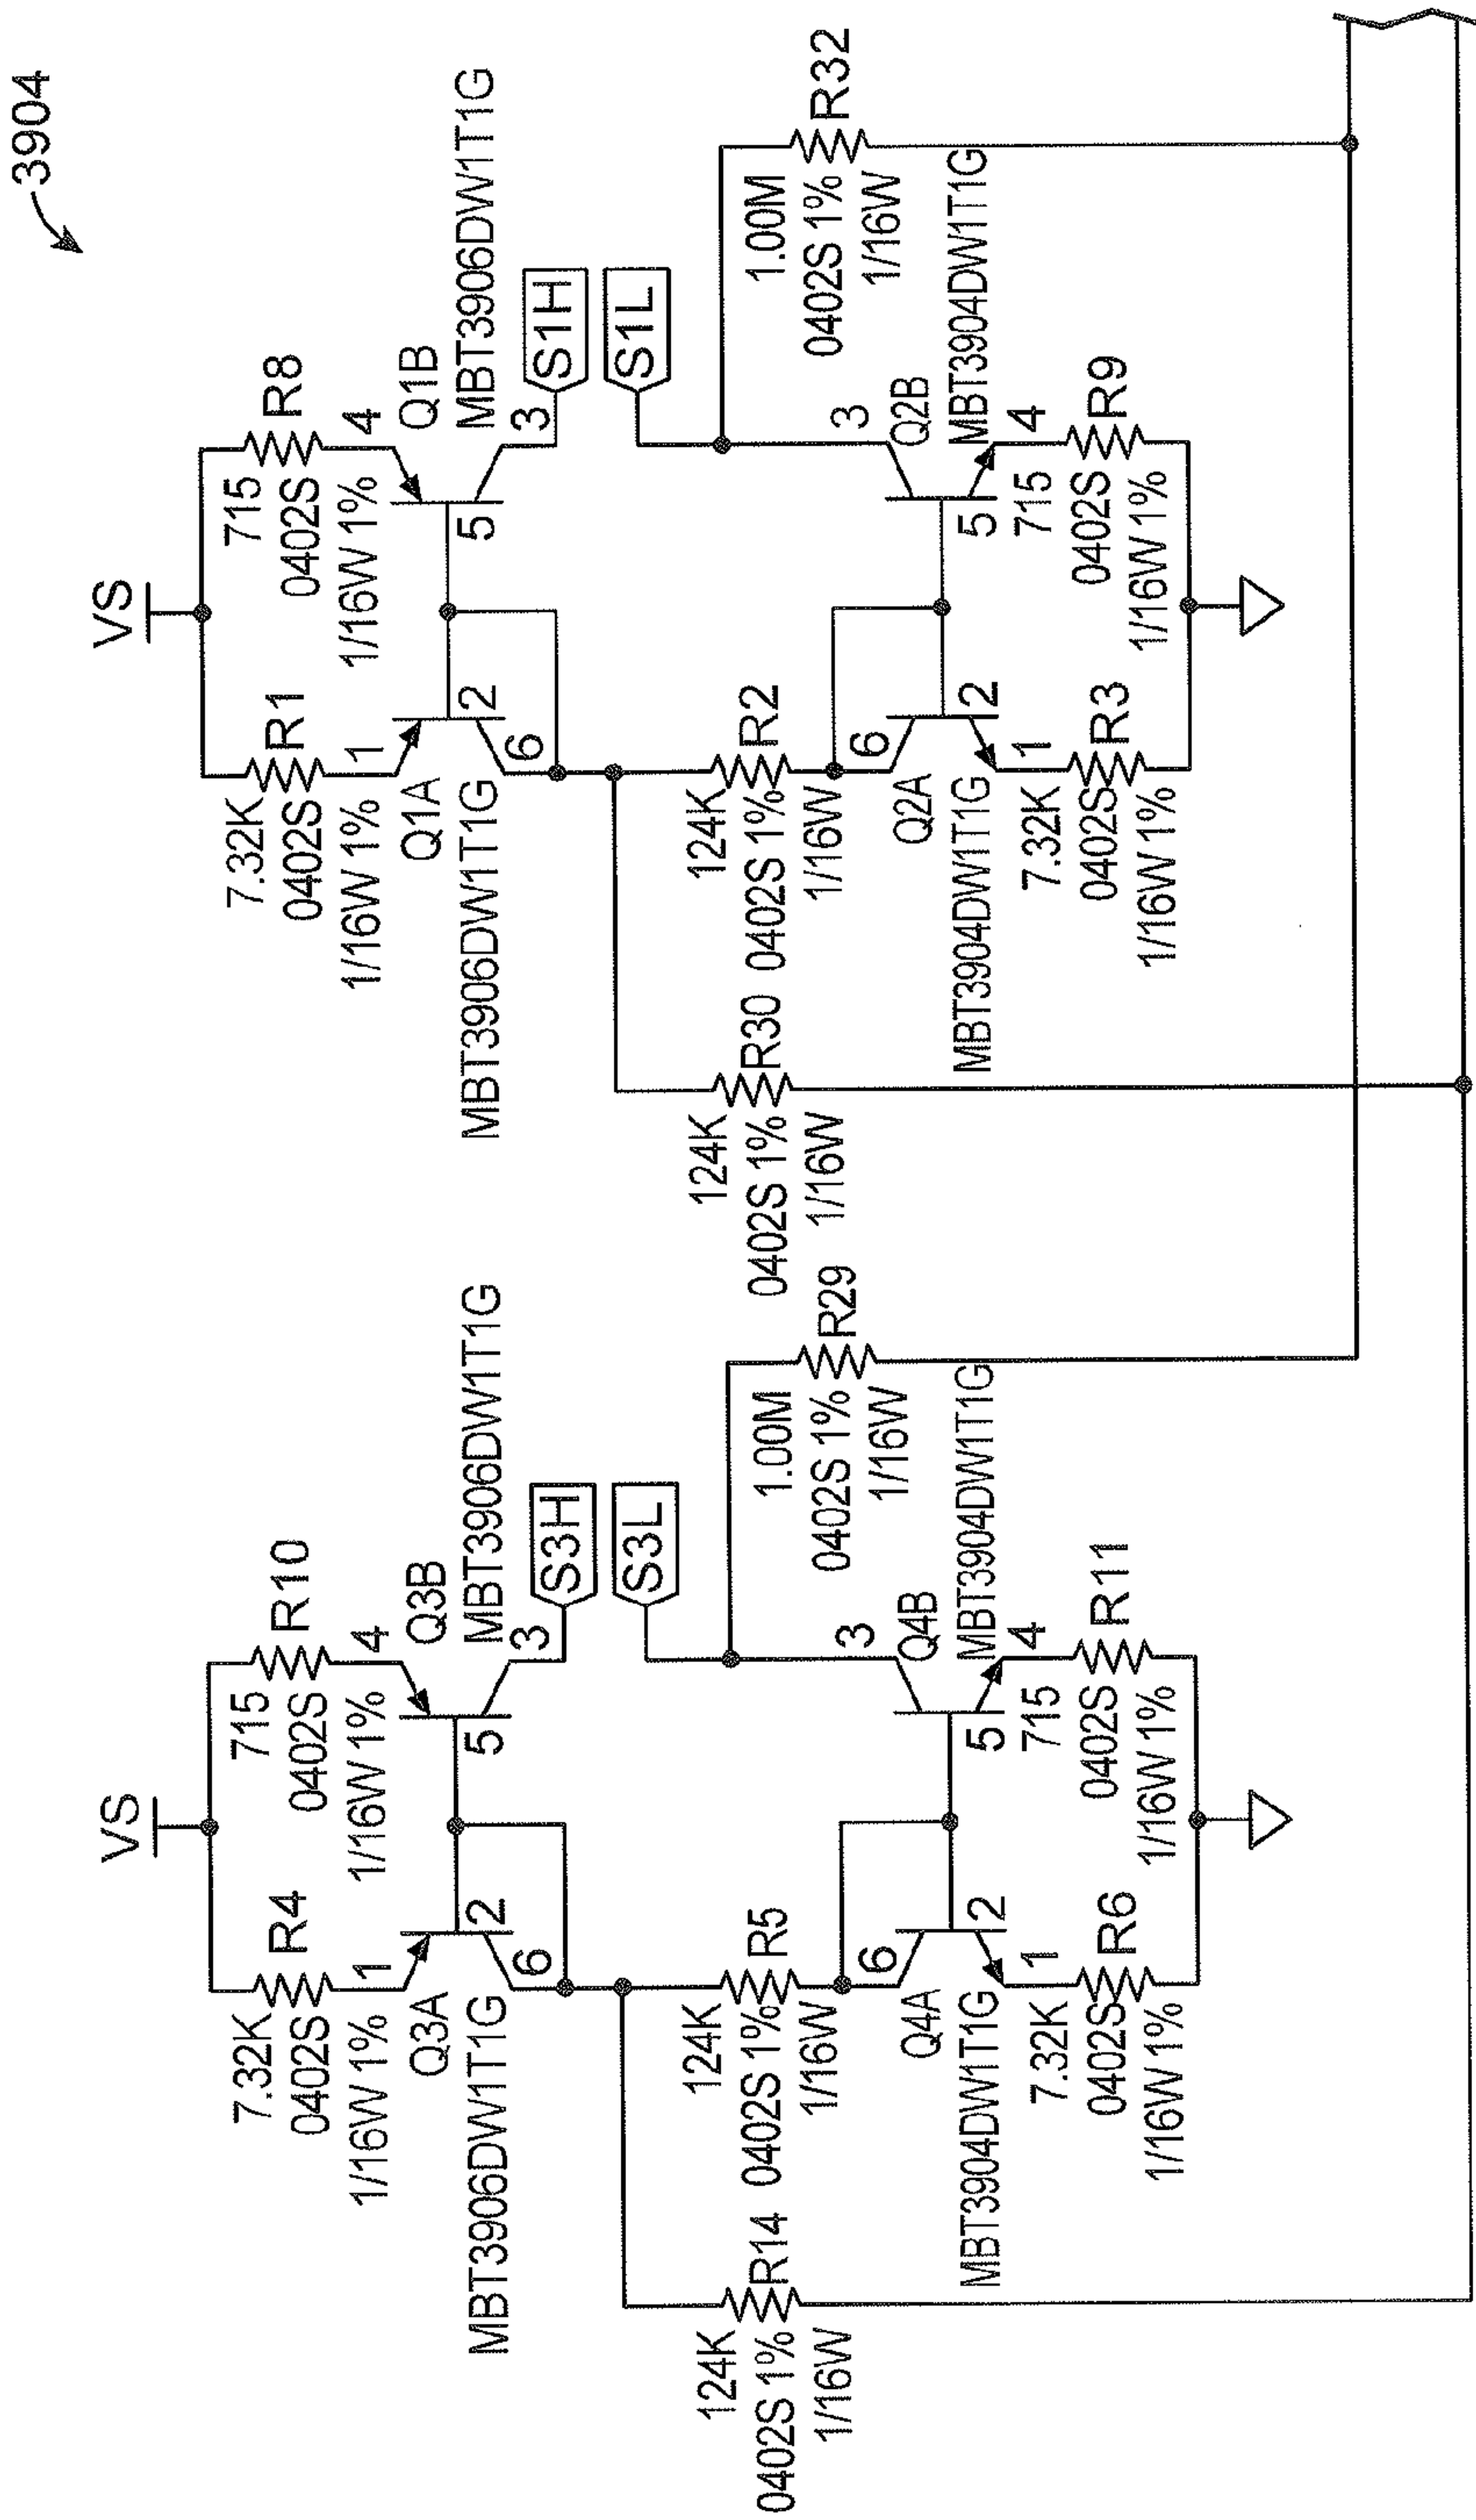 3904
VS
7.32K
R4
0402S
1/16W 1%
1
715
R10
0402S
1/16W 1%
4
Q3A
MBT3906DW1T1G
2
6
Q3B
MBT3906DW1T1G
5
3
S3H
S3L
124K
R14
0402S 1%
1/16W
124K
R5
0402S 1%
1/16W
1.00M
R29
0402S 1%
1/16W
6
Q4A
MBT3904DW1T1G
2
1
3
Q4B
MBT3904DW1T1G
5
4
7.32K
R6
0402S
1/16W 1%
715
R11
0402S
1/16W 1%
VS
7.32K
R1
0402S
1/16W 1%
1
715
R8
0402S
1/16W 1%
4
Q1A
MBT3906DW1T1G
2
6
Q1B
MBT3906DW1T1G
5
3
S1H
S1L
124K
R30
0402S 1%
1/16W
124K
R2
0402S 1%
1/16W
1.00M
R32
0402S 1%
1/16W
6
Q2A
MBT3904DW1T1G
2
1
3
Q2B
MBT3904DW1T1G
5
4
7.32K
R3
0402S
1/16W 1%
715
R9
0402S
1/16W 1%